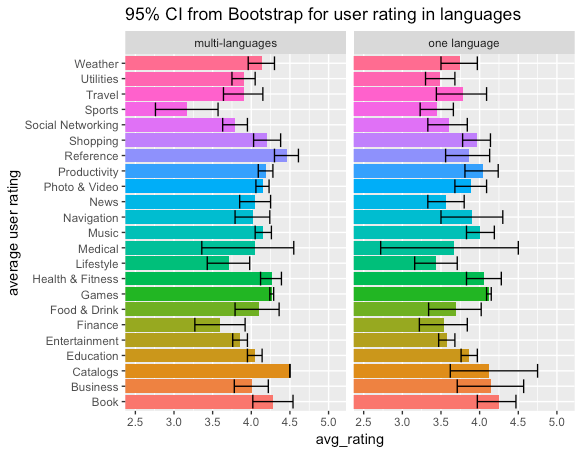 95% CI from Bootstrap for user rating in languages
multi-languages
one language
average user rating
Weather
Utilities
Travel
Sports
Social Networking
Shopping
Reference
Productivity
Photo & Video
News
Navigation
Music
Medical
Lifestyle
Health & Fitness
Games
Food & Drink
Finance
Entertainment
Education
Catalogs
Business
Book
2.5 3.0 3.5 4.0 4.5 5.0 2.5 3.0 3.5 4.0 4.5 5.0
avg_rating